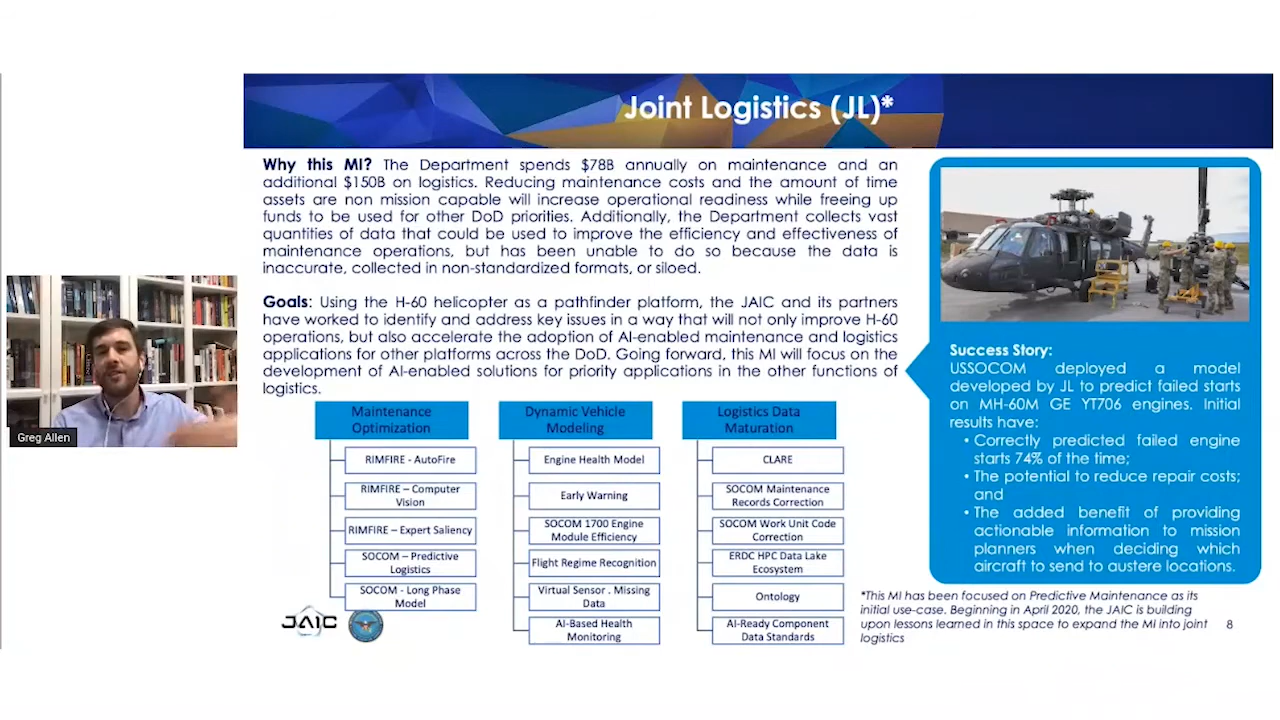 Joint Logistics (JL)*
Why this MI? The Department spends $78B annually on maintenance and an
additional $150B on logistics. Reducing maintenance costs and the amount of time
assets are non mission capable will increase operational readiness while freeing up
funds to be used for other DoD priorities. Additionally, the Department collects vast
quantities of data that could be used to improve the efficiency and effectiveness of
maintenance operations, but has been unable to do so because the data is
inaccurate, collected in non-standardized formats, or siloed.
Goals: Using the H-60 helicopter as a pathfinder platform, the JAIC and its partners
have worked to identify and address key issues in a way that will not only improve H-60
operations, but also accelerate the adoption of AI-enabled maintenance and logistics
applications for other platforms across the DoD. Going forward, this MI will focus on the
development of AI-enabled solutions for priority applications in the other functions of
logistics.
Maintenance
Optimization
RIMFIRE - AutoFire
RIMFIRE – Computer
Vision
RIMFIRE – Expert Saliency
SOCOM – Predictive
Logistics
SOCOM - Long Phase
Model
Dynamic Vehicle
Modeling
Engine Health Model
Early Warning
SOCOM 1700 Engine
Module Efficiency
Flight Regime Recognition
Virtual Sensor . Missing
Data
AI-Based Health
Monitoring
Logistics Data
Maturation
CLARE
SOCOM Maintenance
Records Correction
SOCOM Work Unit Code
Correction
ERDC HPC Data Lake
Ecosystem
Ontology
AI-Ready Component
Data Standards
Success Story:
USSOCOM deployed a model
developed by JL to predict failed starts
on MH-60M GE YT706 engines. Initial
results have:
• Correctly predicted failed engine
starts 74% of the time;
• The potential to reduce repair costs;
and
• The added benefit of providing
actionable information to mission
planners when deciding which
aircraft to send to austere locations.
*This MI has been focused on Predictive Maintenance as its
initial use-case. Beginning in April 2020, the JAIC is building
upon lessons learned in this space to expand the MI into joint
logistics
8
JAIC
Greg Allen